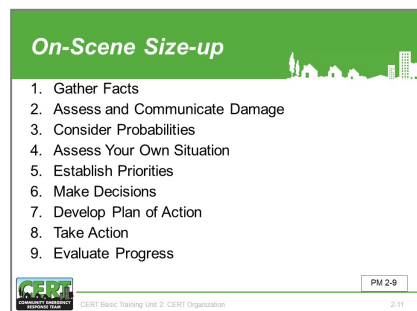 On-Scene Size-up
1. Gather Facts
2. Assess and Communicate Damage
3. Consider Probabilities
4. Assess Your Own Situation
5. Establish Priorities
6. Make Decisions
7. Develop Plan of Action
8. Take Action
9. Evaluate Progress
PM 2-9
CERT
COMMUNITY EMERGENCY
RESPONSE TEAM
CERT Basic Training Unit 2: CERT Organization
2-11